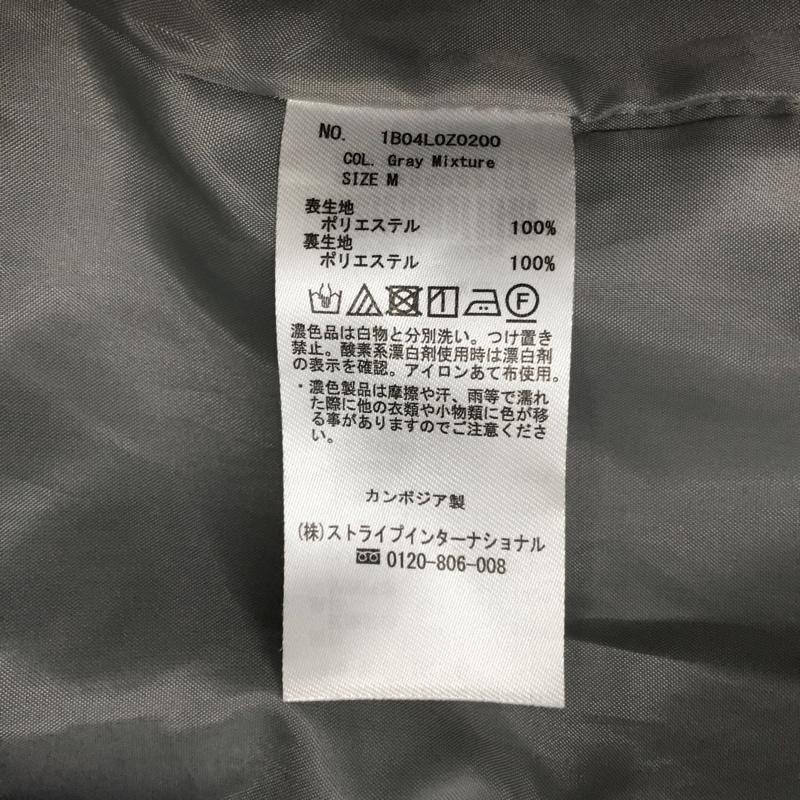 NO. 1B04L0Z0200
COL. Gray Mixture
SIZE M
表生地
ポリエステル 100%
裏生地
ポリエステル 100%
F
濃色品は白物と分別洗い。つけ置き
禁止。酸素系漂白剤使用時は漂白剤
の表示を確認。アイロンあて布使用。
・濃色製品は摩擦や汗、雨等で濡れ
た際に他の衣類や小物類に色が移
る事がありますのでご注意くださ
い。
カンボジア製
(株)ストライプインターナショナル
0120-806-008